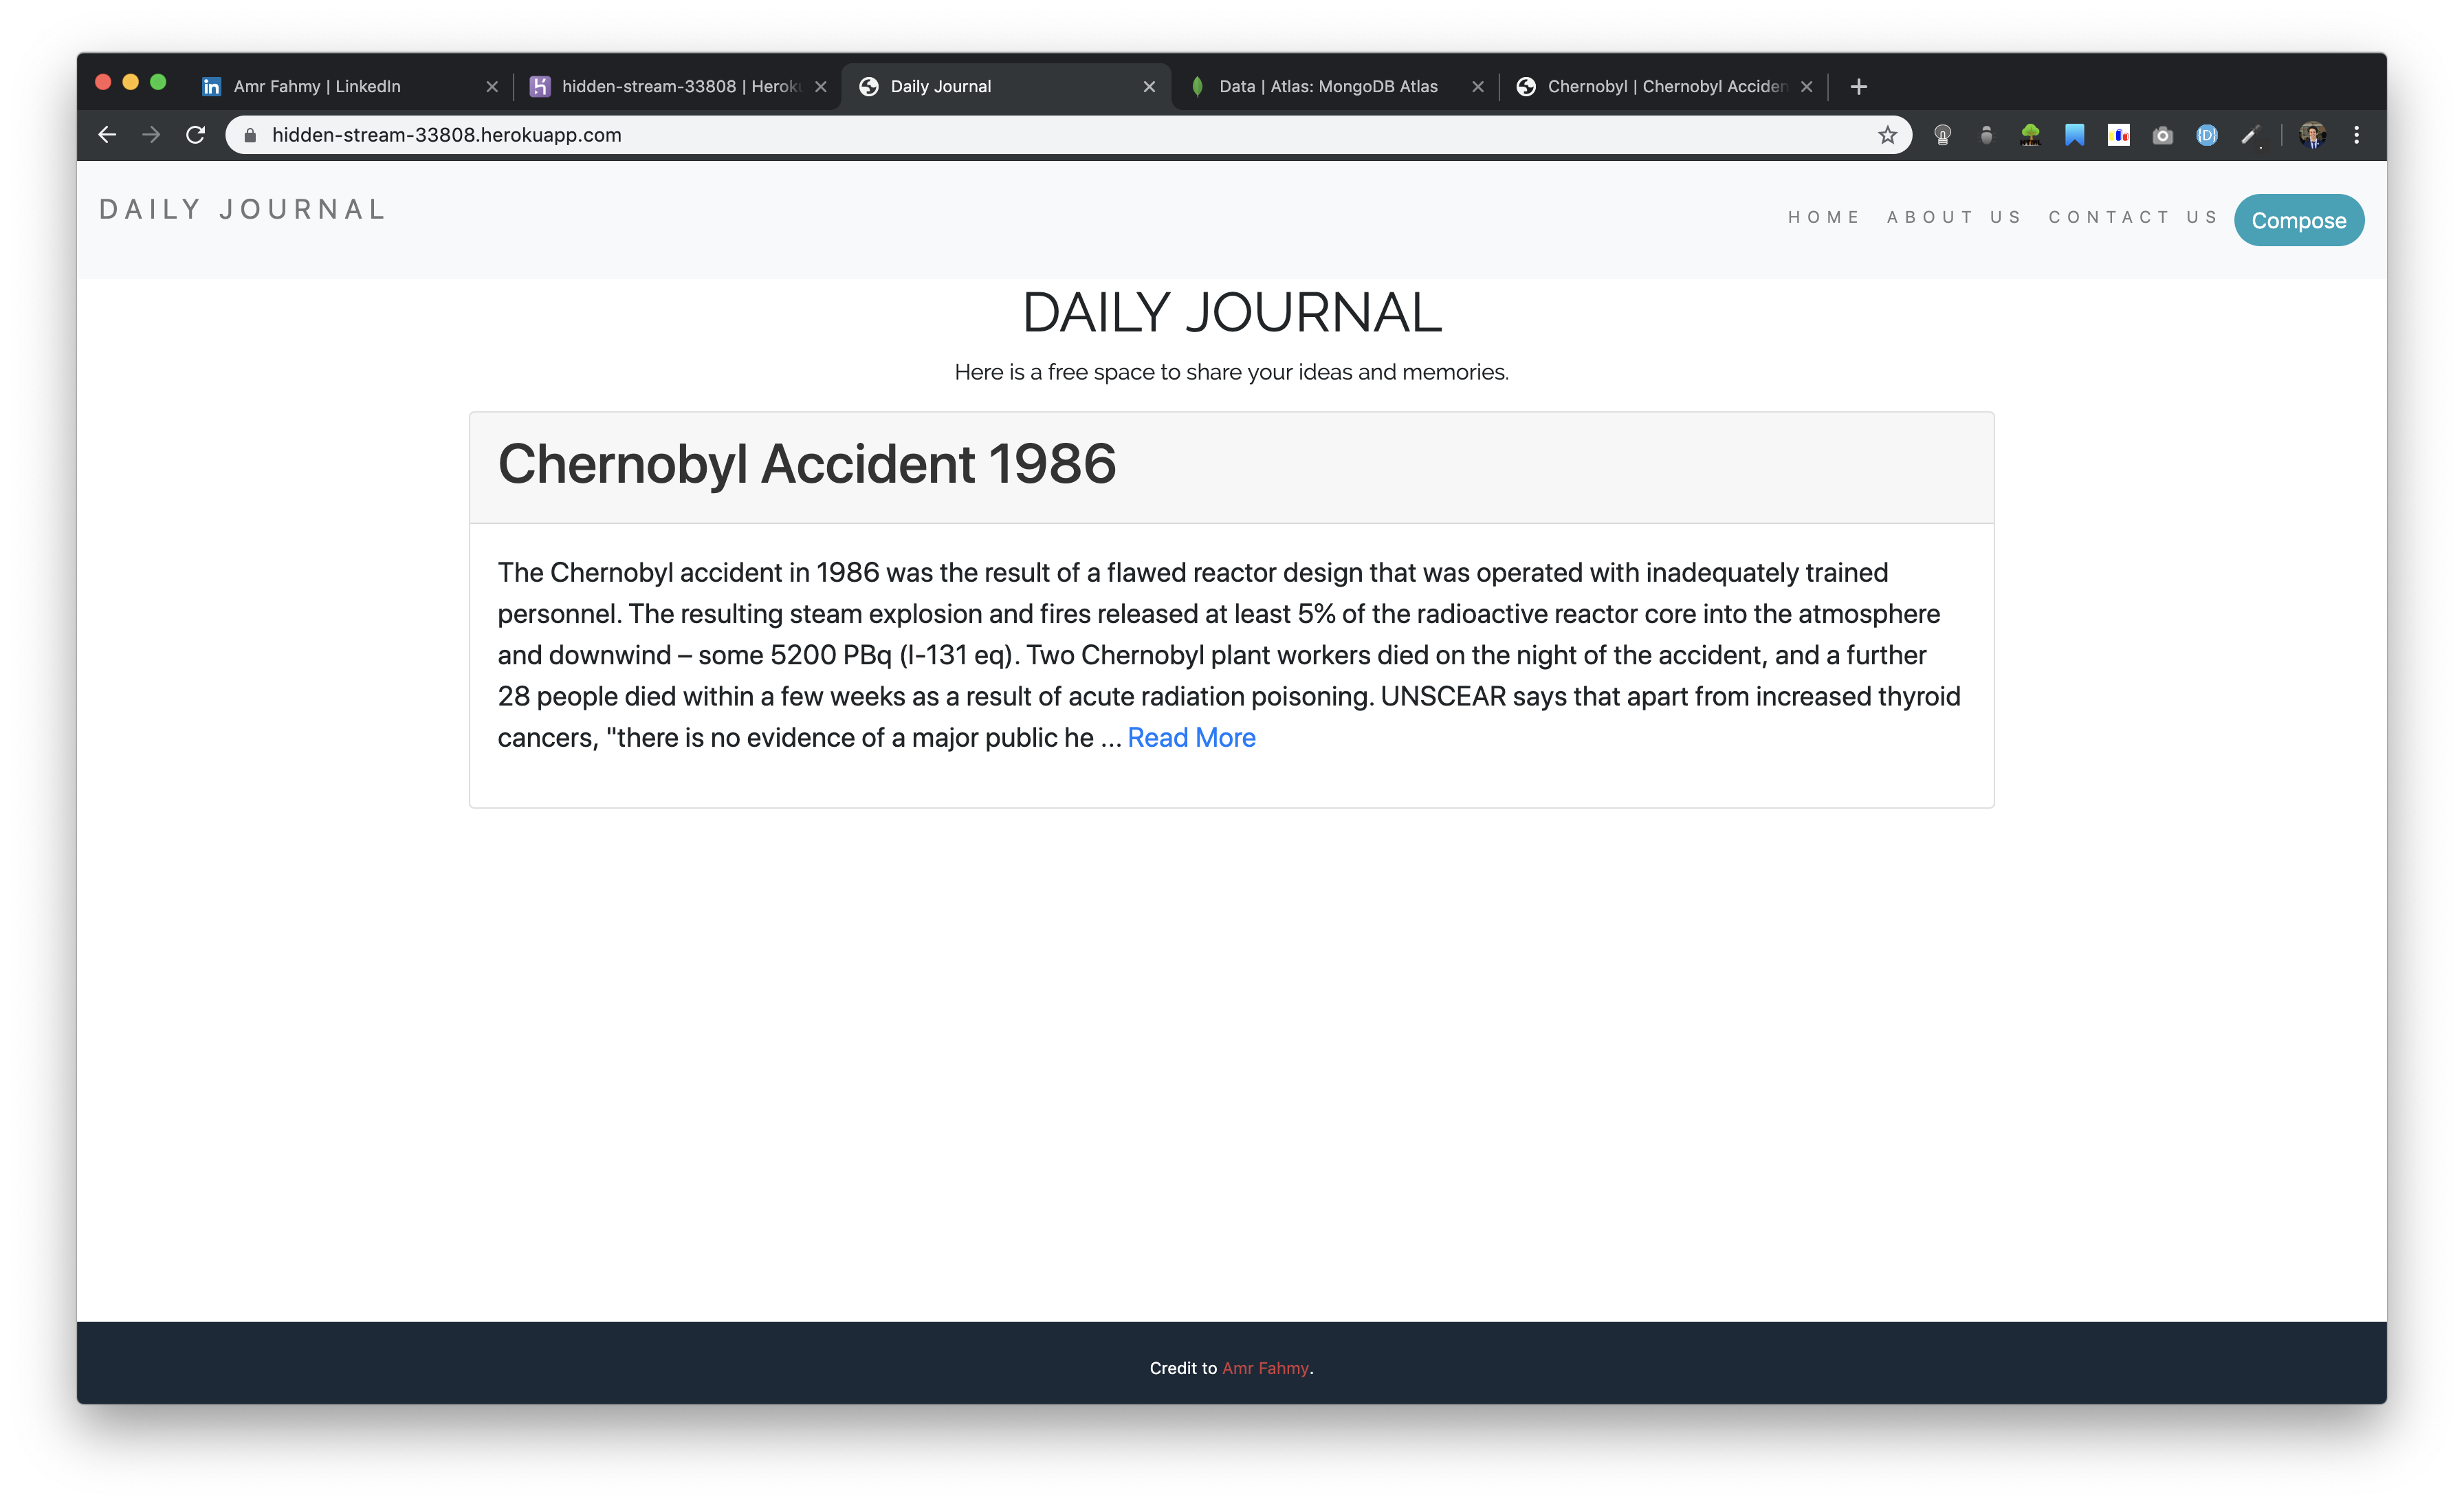 Amr Fahmy | LinkedIn
hidden-stream-33808 | Heroku
Daily Journal
Data | Atlas: MongoDB Atlas
Chernobyl | Chernobyl Acciden
hidden-stream-33808.herokuapp.com
DAILY JOURNAL
HOME
ABOUT US
CONTACT US
Compose
DAILY JOURNAL
Here is a free space to share your ideas and memories.
Chernobyl Accident 1986
The Chernobyl accident in 1986 was the result of a flawed reactor design that was operated with inadequately trained
personnel. The resulting steam explosion and fires released at least 5% of the radioactive reactor core into the atmosphere
and downwind – some 5200 PBq (I-131 eq). Two Chernobyl plant workers died on the night of the accident, and a further
28 people died within a few weeks as a result of acute radiation poisoning. UNSCEAR says that apart from increased thyroid
cancers, "there is no evidence of a major public he ... Read More
Credit to Amr Fahmy.